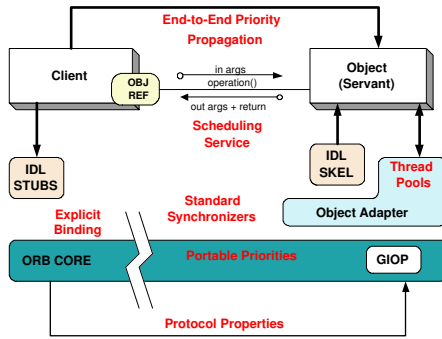 End-to-End Priority
Propagation
Client
OBJ
REF
in args
operation()
out args + return
Object
(Servant)
Scheduling
Service
IDL
STUBS
IDL
SKEL
Thread
Pools
Explicit
Binding
Standard
Synchronizers
Object Adapter
ORB CORE
Portable Priorities
GIOP
Protocol Properties